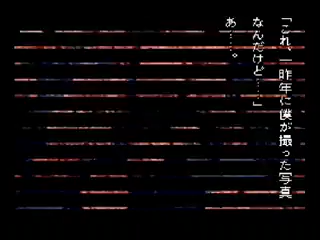 「これ、一昨年に僕が撮った写真
なんだけど……」
あ……。